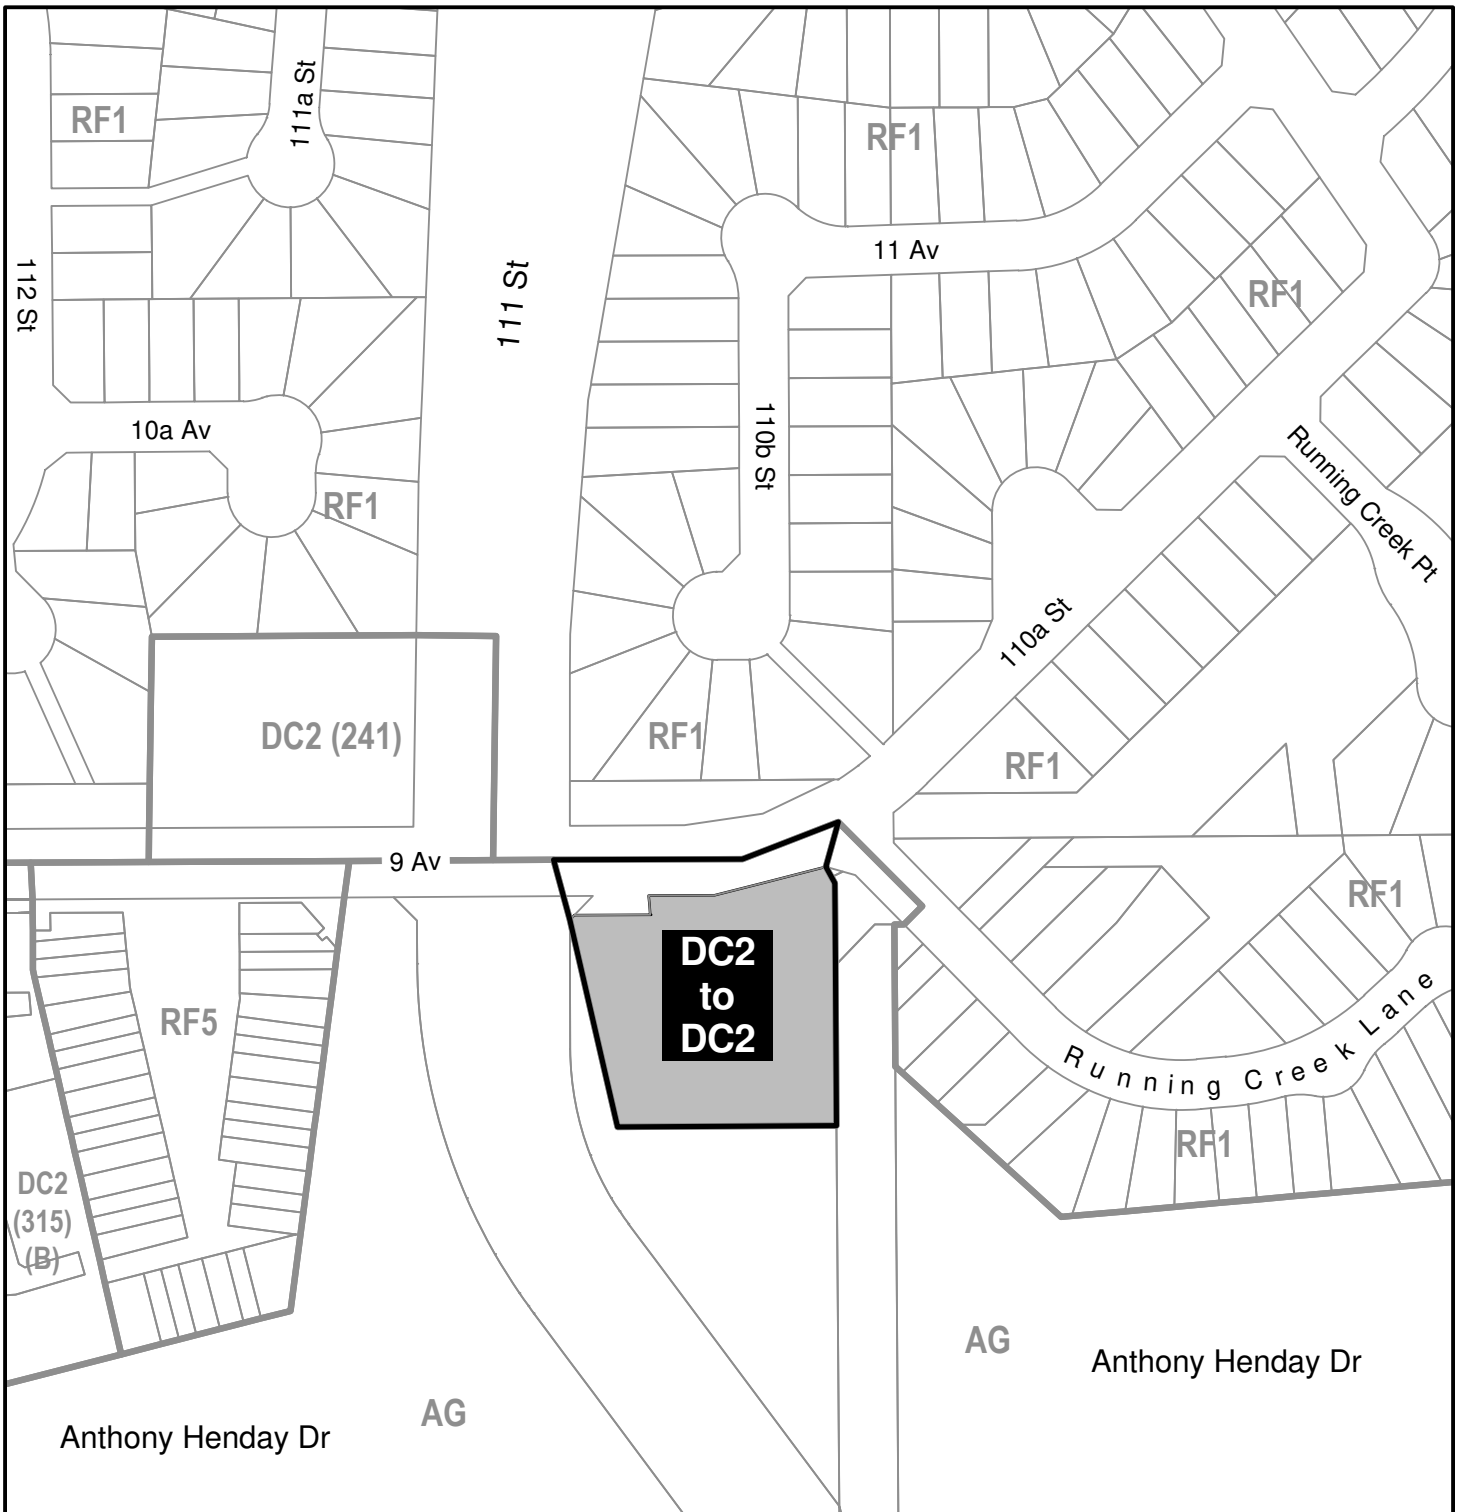 111a St
RF1
RF1
11 Av
112 St
111 St
RF1
10a Av
110b St
Running Creek Pt
RF1
110a St
DC2 (241)
RF1
RF1
9 Av
RF1
DC2
to
DC2
RF5
Running Creek Lane
RF1
DC2
(315)
(B)
AG
Anthony Henday Dr
AG
Anthony Henday Dr